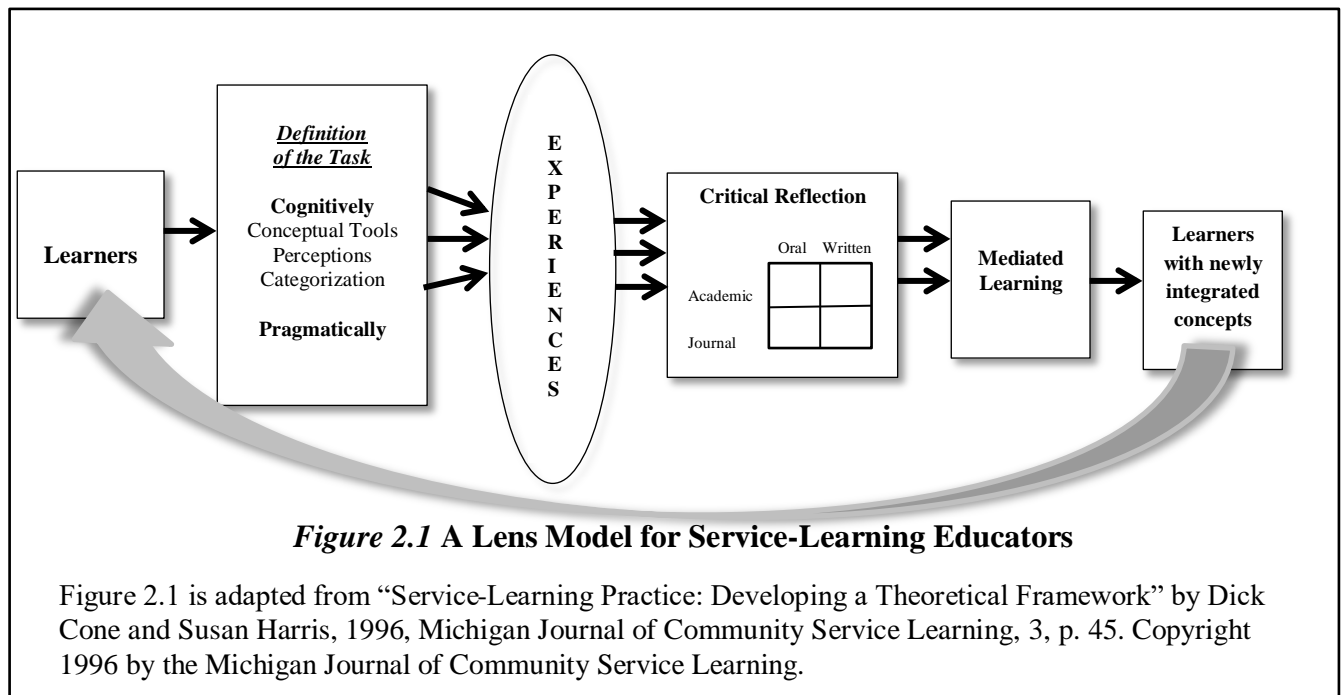 Learners
Definition
of the Task
Cognitively
Conceptual Tools
Perceptions
Categorization
Pragmatically
E
X
P
E
R
I
E
N
C
E
S
Critical Reflection
Oral Written
Academic
Journal
Mediated
Learning
Learners
with newly
integrated
concepts
Figure 2.1 A Lens Model for Service-Learning Educators
Figure 2.1 is adapted from “Service-Learning Practice: Developing a Theoretical Framework” by Dick
Cone and Susan Harris, 1996, Michigan Journal of Community Service Learning, 3, p. 45. Copyright
1996 by the Michigan Journal of Community Service Learning.